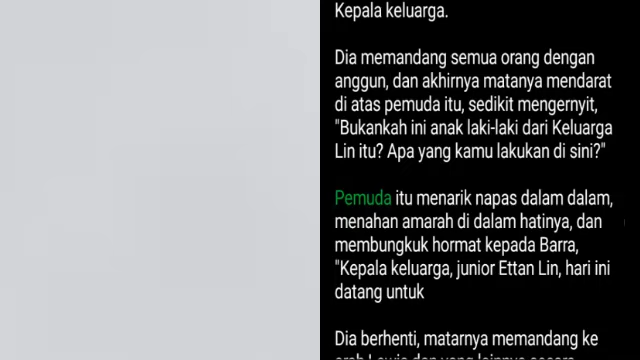 Kepala keluarga.
Dia memandang semua orang dengan
anggun, dan akhirnya matanya mendarat
di atas pemuda itu, sedikit mengernyit,
"Bukankah ini anak laki-laki dari Keluarga
Lin itu? Apa yang kamu lakukan di sini?"
Pemuda itu menarik napas dalam dalam,
menahan amarah di dalam hatinya, dan
membungkuk hormat kepada Barra,
"Kepala keluarga, junior Ettan Lin, hari ini
datang untuk
Dia berhenti, matarnya memandang ke